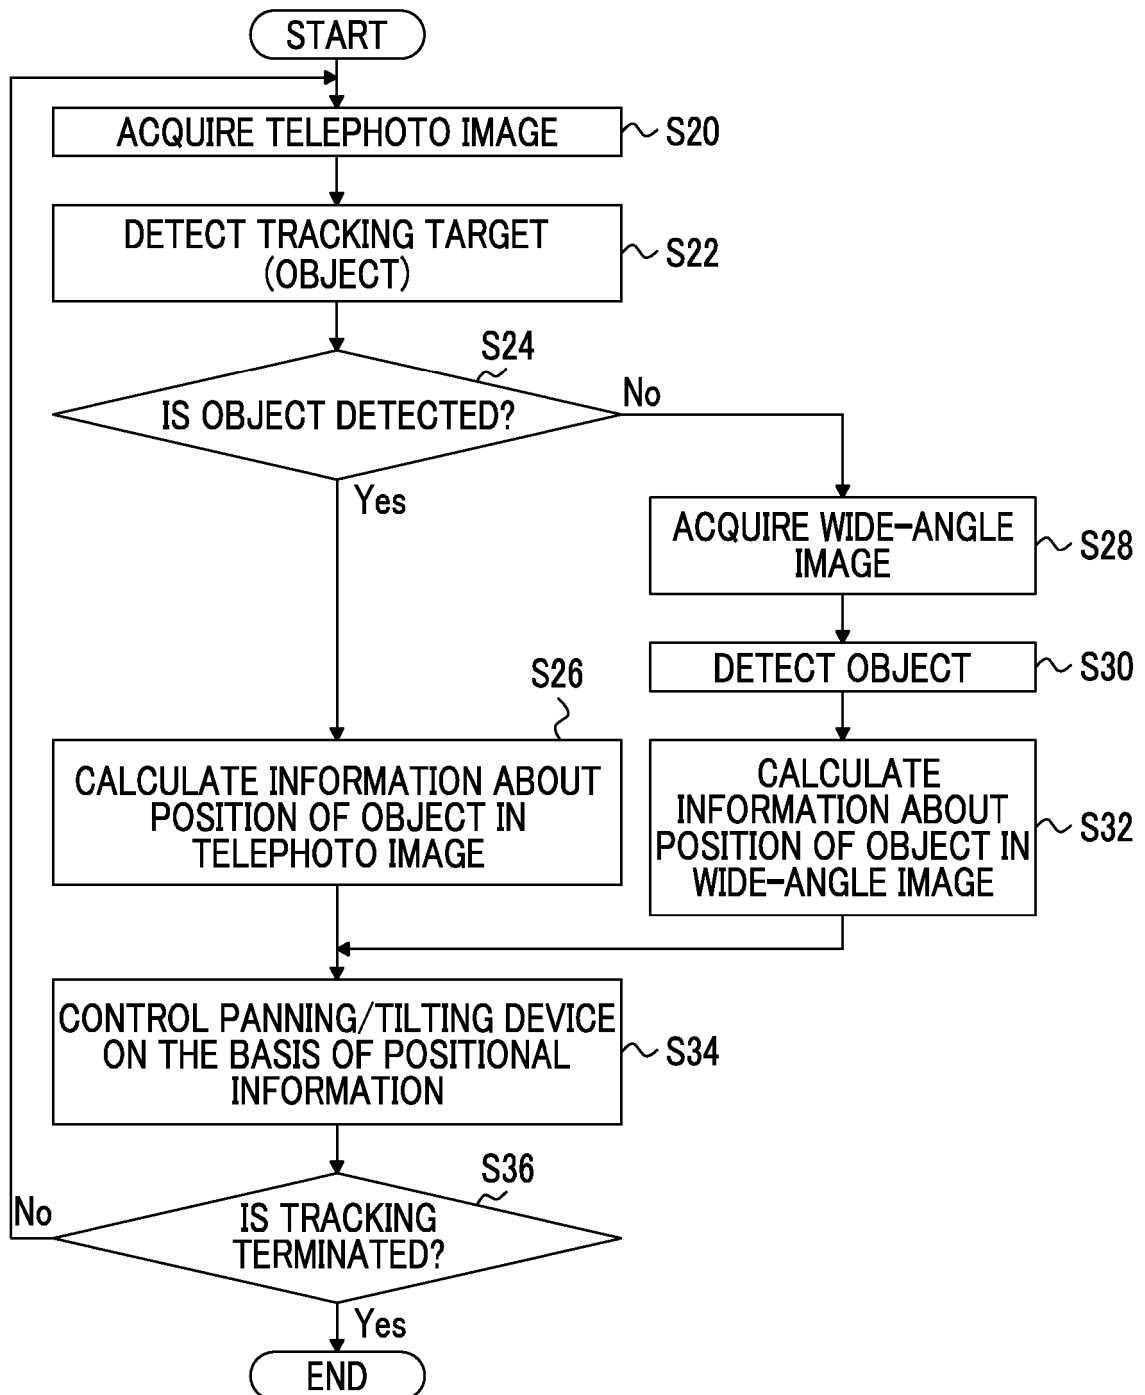 START
ACQUIRE TELEPHOTO IMAGE
S20
DETECT TRACKING TARGET
(OBJECT)
S22
S24
IS OBJECT DETECTED?
No
Yes
ACQUIRE WIDE-ANGLE
IMAGE
S28
DETECT OBJECT
S30
S26
CALCULATE INFORMATION ABOUT
POSITION OF OBJECT IN
TELEPHOTO IMAGE
CALCULATE
INFORMATION ABOUT
POSITION OF OBJECT IN
WIDE-ANGLE IMAGE
S32
CONTROL PANNING/TILTING DEVICE
ON THE BASIS OF POSITIONAL
INFORMATION
S34
S36
No
IS TRACKING
TERMINATED?
Yes
END